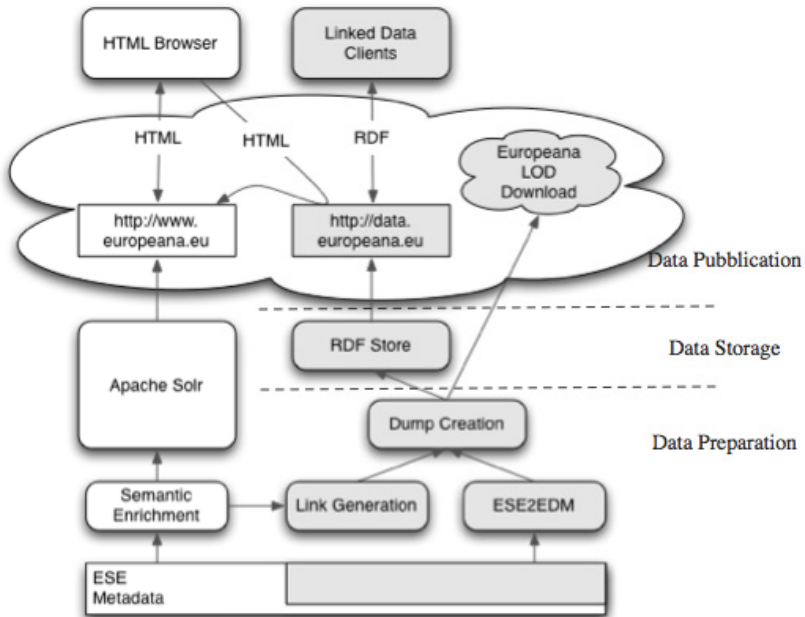 HTML Browser
Linked Data
Clients
HTML
HTML
RDF
Europeana
LOD
Download
http://www.
europeana.eu
http://data.
europeana.eu
Data Pubblication
Apache Solr
RDF Store
Data Storage
Dump Creation
Data Preparation
Semantic
Enrichment
Link Generation
ESE2EDM
ESE
Metadata